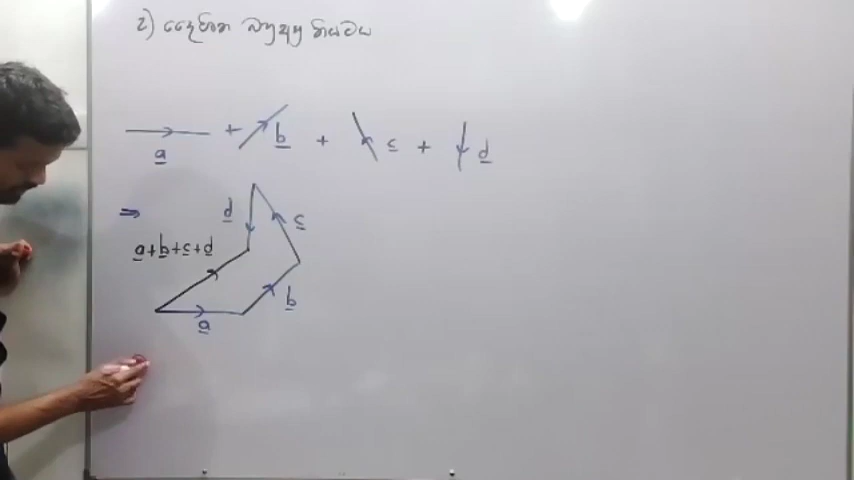 2) දෛශික බහුඅස්‍ර නියමය
a + b + c + d
⇒
d
c
a+b+c+d
b
a